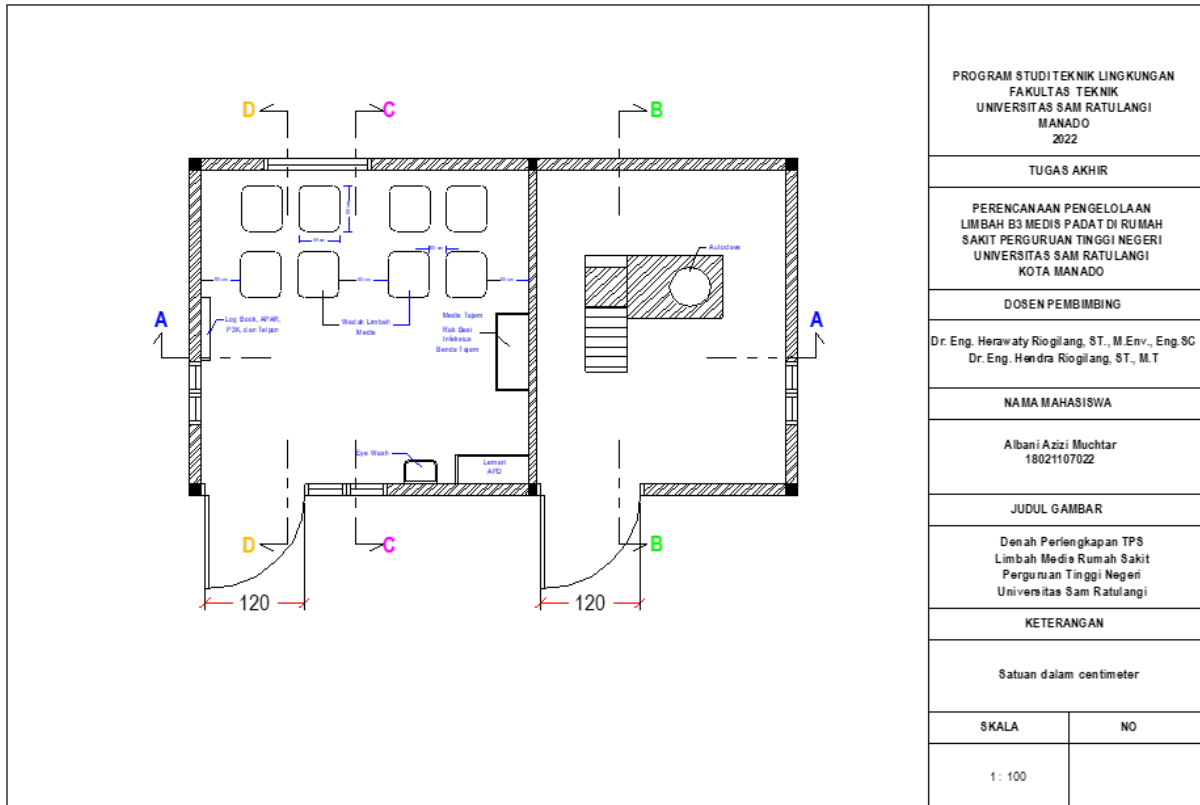 D
C
B
Autoclave
A
A
Log Book, APAR,
P3K, dan Telpon
Wadah Limbah
Medis
Medis Tajam
Rak Besi
Infeksius
Benda Tajam
Eye Wash
Lemari
APD
D
C
B
120
120
PROGRAM STUDI TEKNIK LINGKUNGAN
FAKULTAS TEKNIK
UNIVERSITAS SAM RATULANGI
MANADO
2022
TUGAS AKHIR
PERENCANAAN PENGELOLAAN
LIMBAH B3 MEDIS PADAT DI RUMAH
SAKIT PERGURUAN TINGGI NEGERI
UNIVERSITAS SAM RATULANGI
KOTA MANADO
DOSEN PEMBIMBING
Dr. Eng. Herawaty Riogilang, ST., M.Env., Eng.SC
Dr. Eng. Hendra Riogilang, ST., M.T
NAMA MAHASISWA
Albani Azizi Muchtar
18021107022
JUDUL GAMBAR
Denah Perlengkapan TPS
Limbah Medis Rumah Sakit
Perguruan Tinggi Negeri
Universitas Sam Ratulangi
KETERANGAN
Satuan dalam centimeter
SKALA
NO
1 : 100